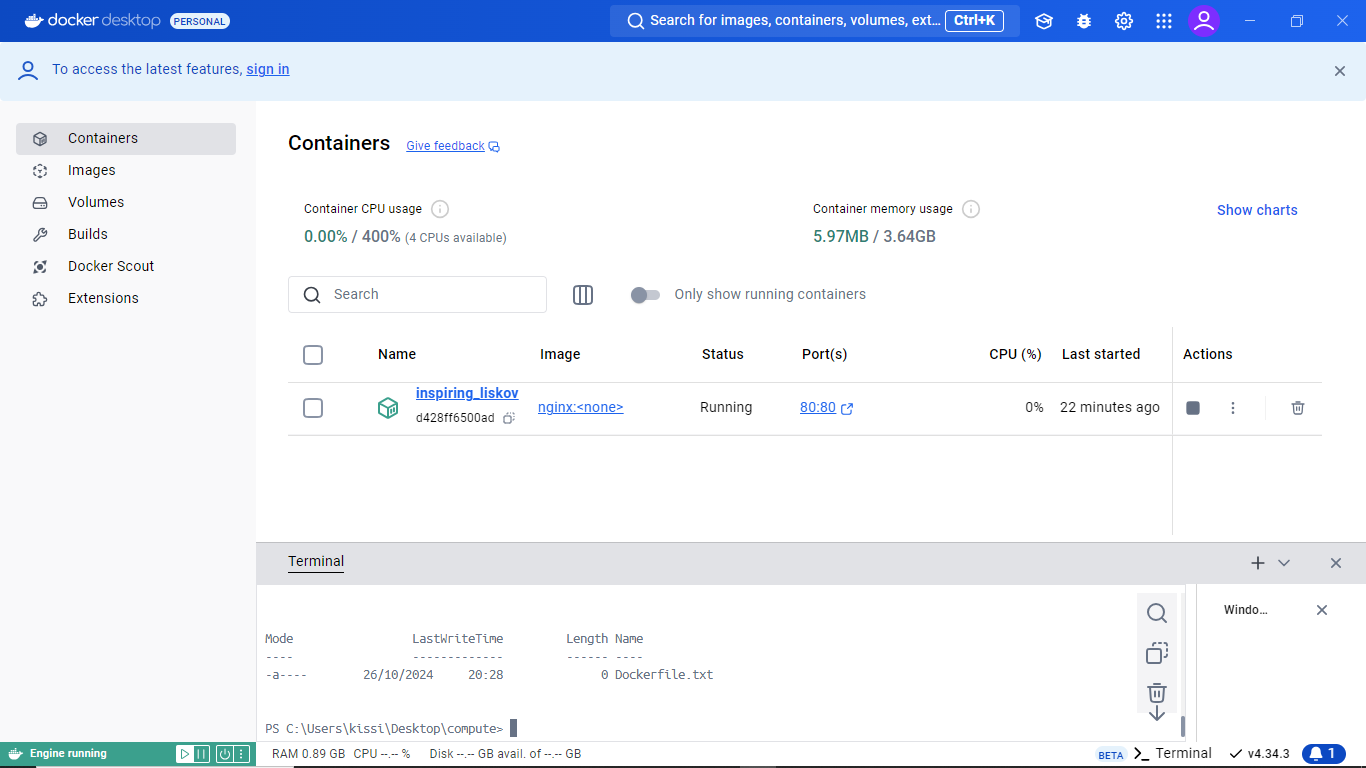 docker desktop PERSONAL Search for images, containers, volumes, ext... Ctrl+K
To access the latest features, sign in
Containers
Images
Volumes
Builds
Docker Scout
Extensions
Containers Give feedback
Container CPU usage
0.00% / 400% (4 CPUs available)
Container memory usage
5.97MB / 3.64GB
Show charts
Search
Only show running containers
Name Image Status Port(s) CPU (%) Last started Actions
inspiring_liskov
d428ff6500ad
nginx:<none> Running 80:80 0% 22 minutes ago
Terminal
Windo...
Mode LastWriteTime Length Name
---- ------------- ------ ----
-a---- 26/10/2024 20:28 0 Dockerfile.txt
PS C:\Users\kissi\Desktop\compute>
Engine running RAM 0.89 GB CPU --.-- % Disk --.-- GB avail. of --.-- GB BETA Terminal v4.34.3 1